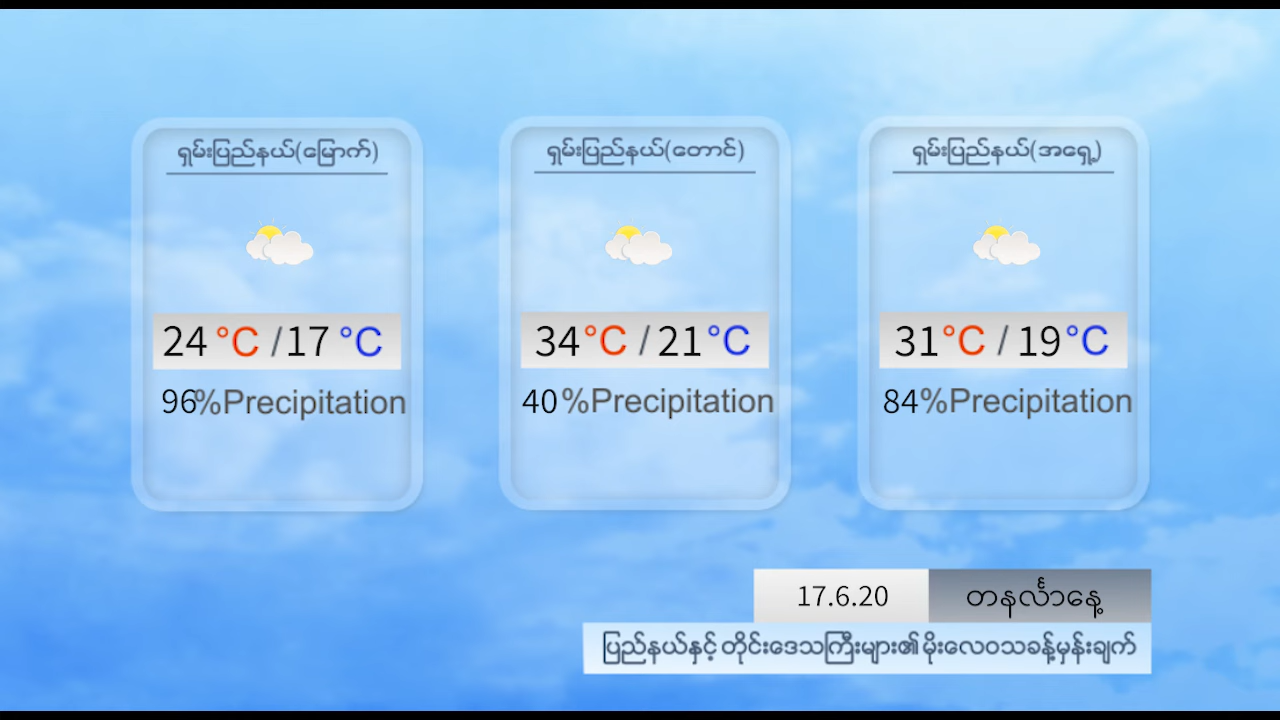 ရှမ်းပြည်နယ်(မြောက်)
24 °C / 17 °C
96%Precipitation
ရှမ်းပြည်နယ်(တောင်)
34°C / 21°C
40%Precipitation
ရှမ်းပြည်နယ်(အရှေ့)
31°C / 19°C
84%Precipitation
17.6.20 တနင်္လာနေ့
ပြည်နယ်နှင့် တိုင်းဒေသကြီးများ၏ မိုးလေဝသခန့်မှန်းချက်